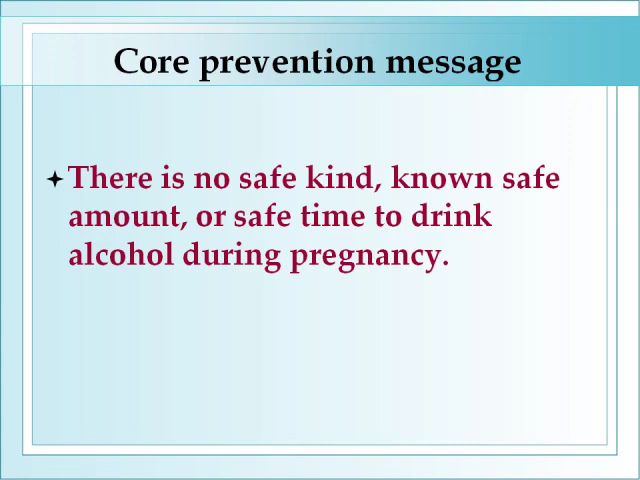 Core prevention message
There is no safe kind, known safe
amount, or safe time to drink
alcohol during pregnancy.